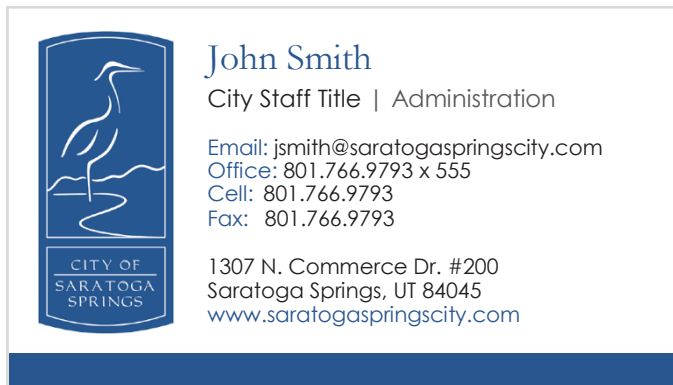 John Smith
City Staff Title | Administration
Email: jsmith@saratogaspringscity.com
Office: 801.766.9793 x 555
Cell: 801.766.9793
Fax: 801.766.9793
1307 N. Commerce Dr. #200
Saratoga Springs, UT 84045
www.saratogaspringscity.com
CITY OF
SARATOGA
SPRINGS